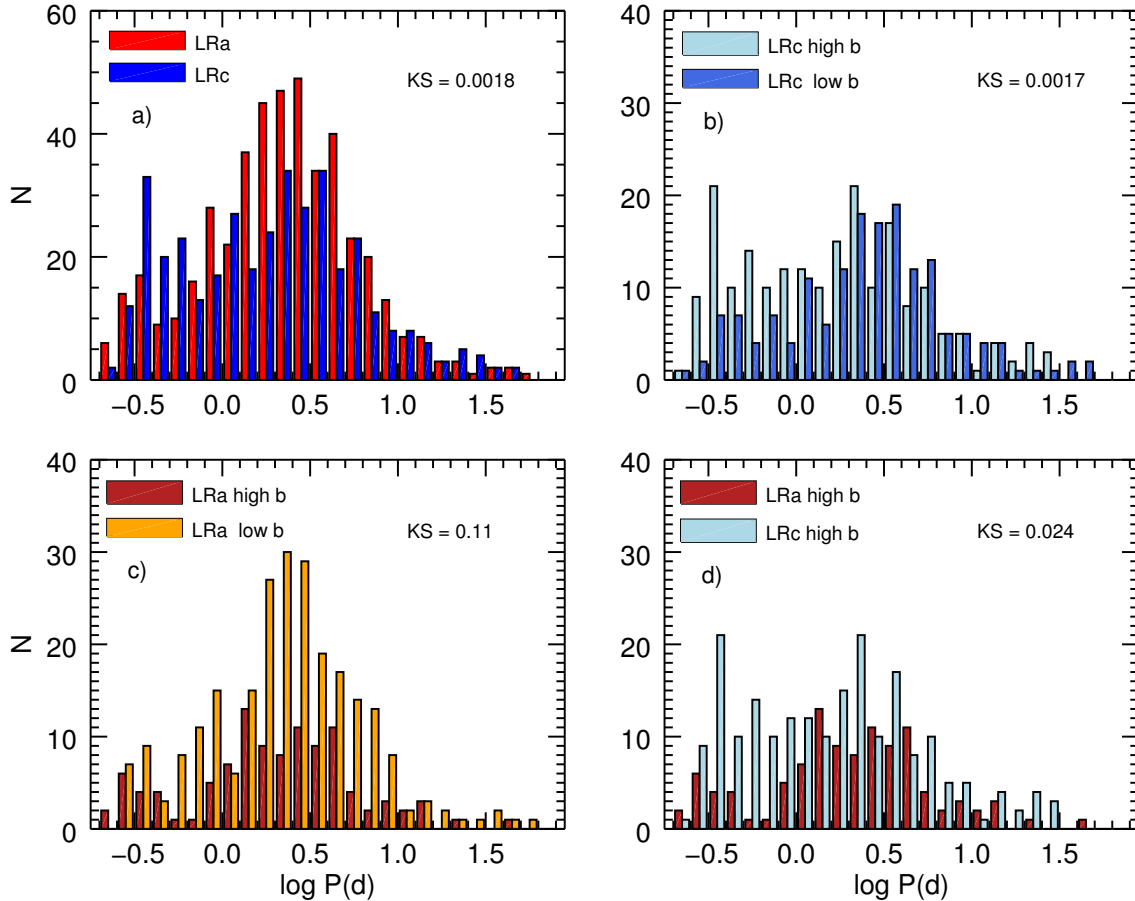 60
LRa
LRc
KS = 0.0018
a)
40
N
20
0
−0.5 0.0 0.5 1.0 1.5
40
LRc high b
LRc low b
KS = 0.0017
b)
30
20
10
0
−0.5 0.0 0.5 1.0 1.5
40
LRa high b
LRa low b
KS = 0.11
c)
30
N
20
10
0
−0.5 0.0 0.5 1.0 1.5
log P(d)
40
LRa high b
LRc high b
KS = 0.024
d)
30
20
10
0
−0.5 0.0 0.5 1.0 1.5
log P(d)